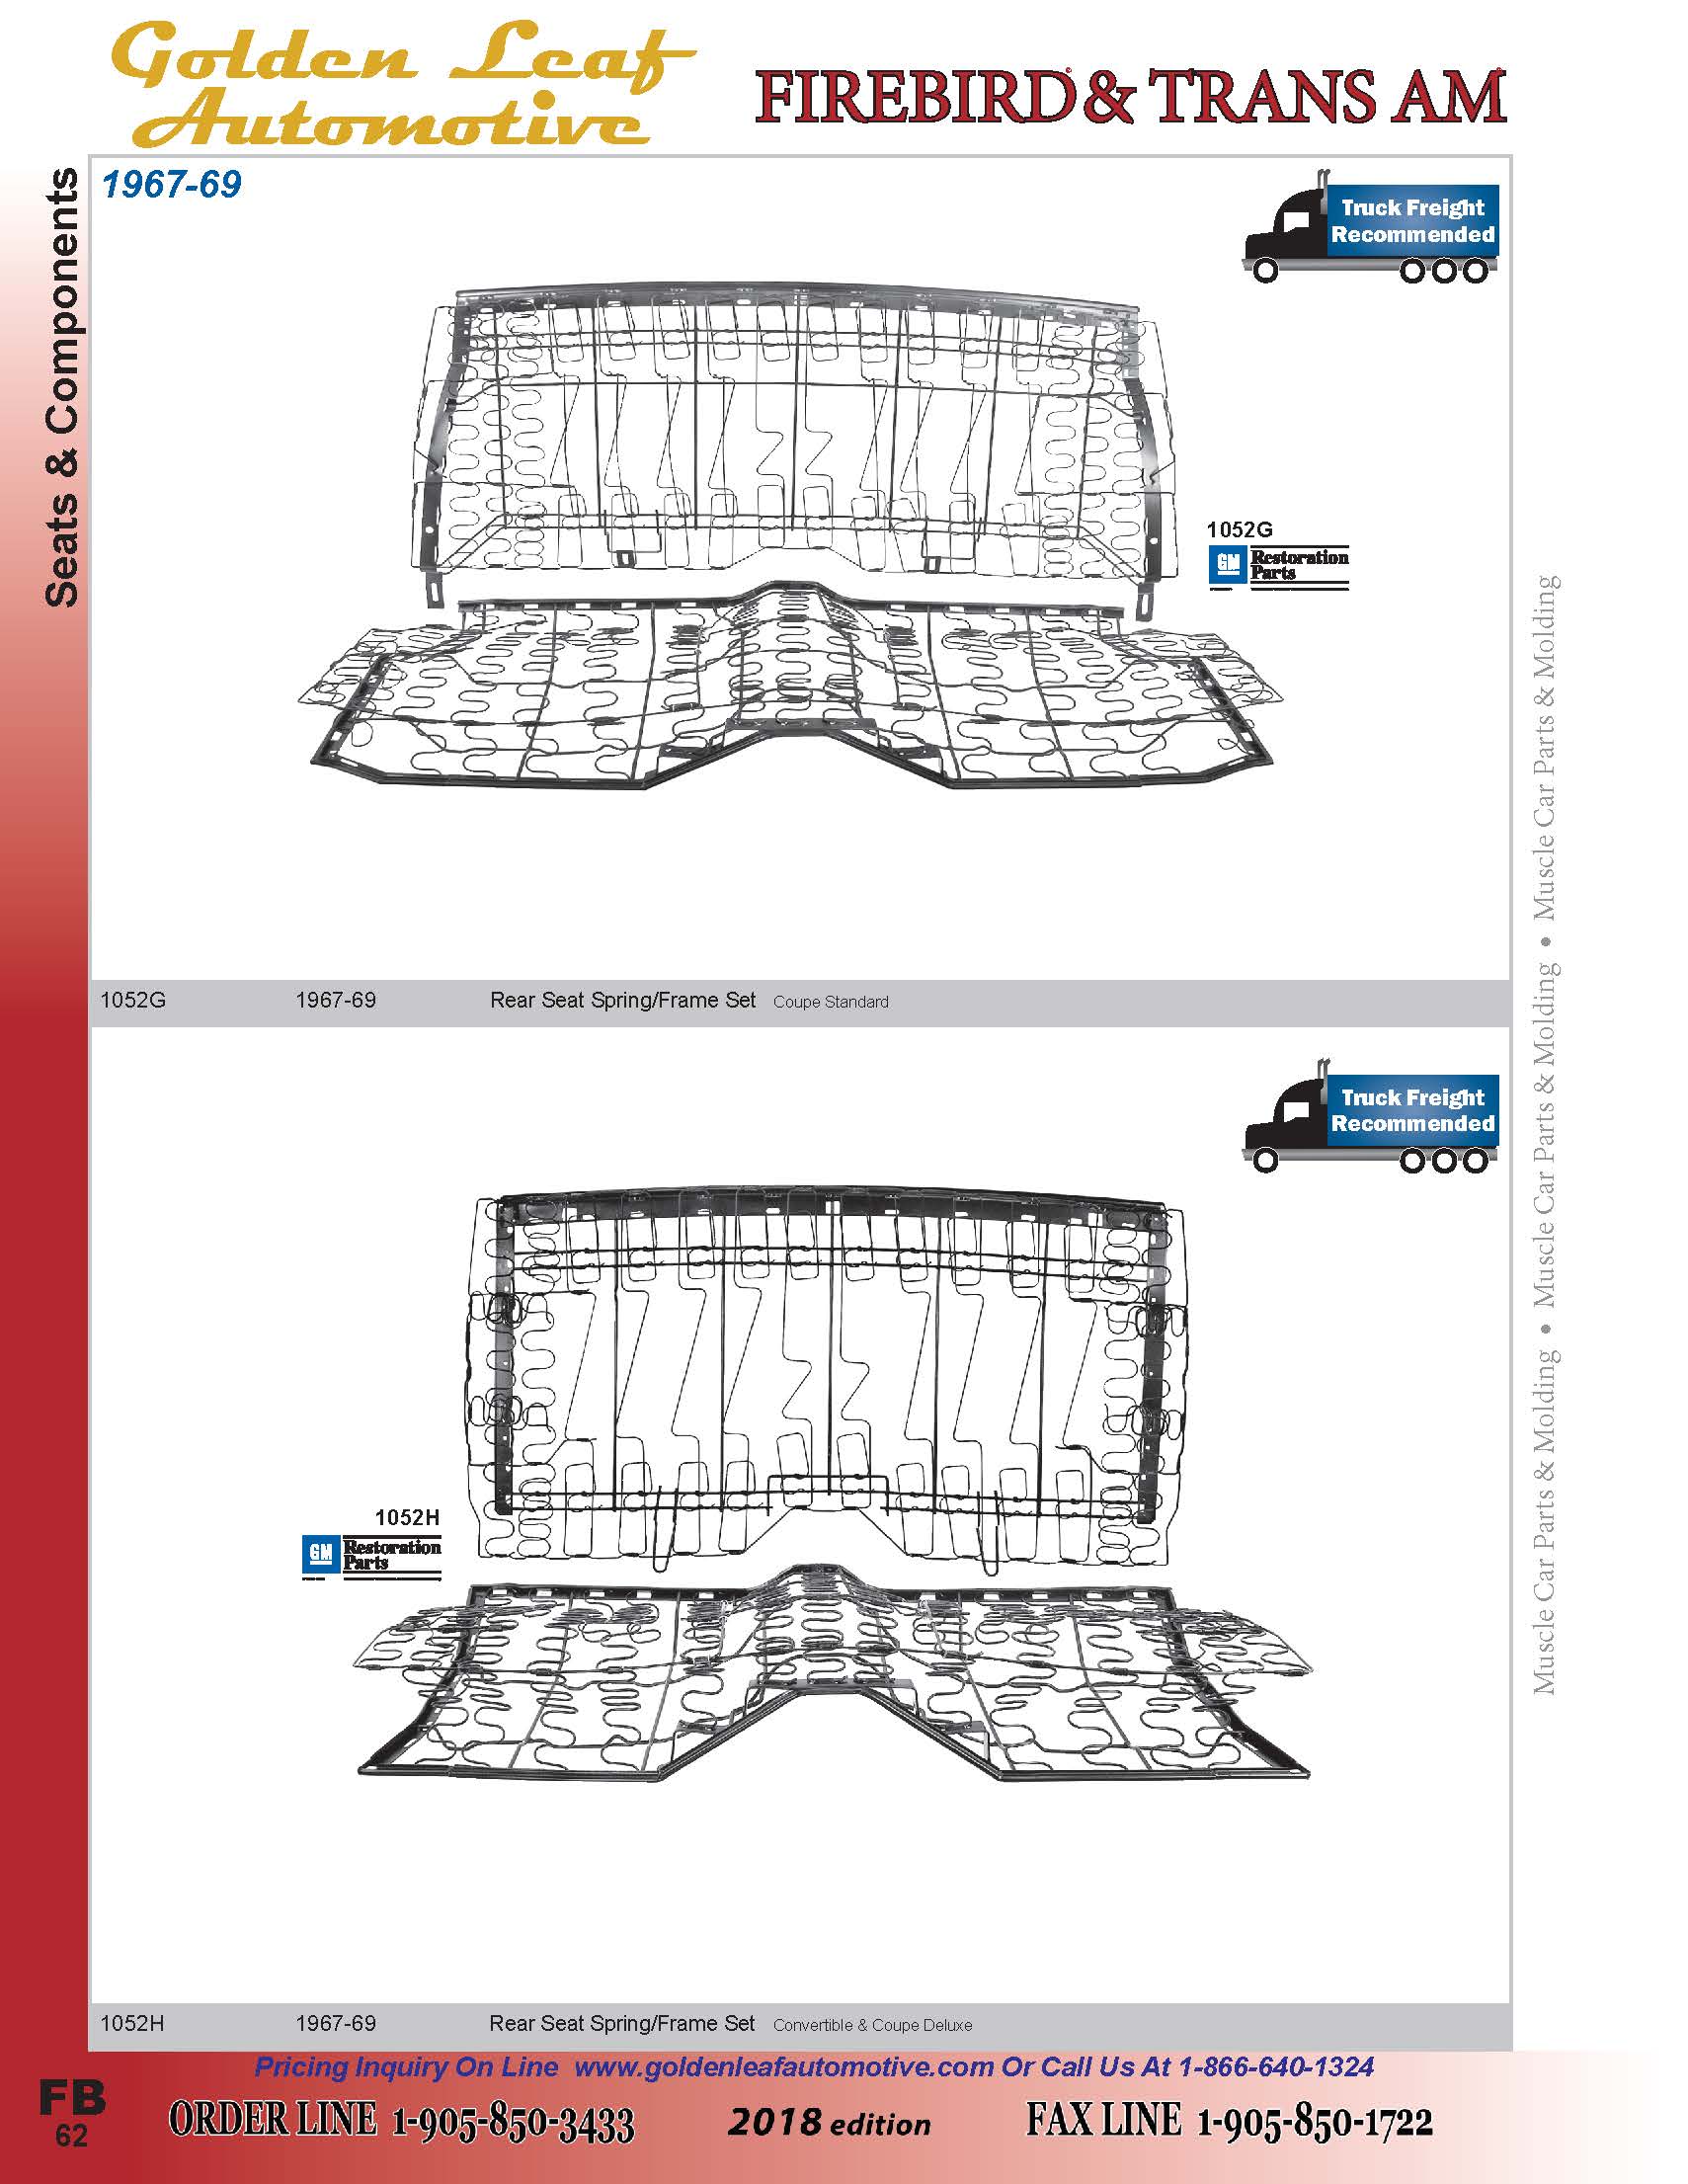 Golden Leaf
Automotive
FIREBIRD & TRANS AM
Seats & Components
1967-69
Truck Freight
Recommended
1052G
GM Restoration
Parts
1052G 1967-69 Rear Seat Spring/Frame Set Coupe Standard
Truck Freight
Recommended
1052H
GM Restoration
Parts
1052H 1967-69 Rear Seat Spring/Frame Set Convertible & Coupe Deluxe
Muscle Car Parts & Molding • Muscle Car Parts & Molding • Muscle Car Parts & Molding
Pricing Inquiry On Line www.goldenleafautomotive.com Or Call Us At 1-866-640-1324
FB
62
ORDER LINE 1-905-850-3433 2018 edition FAX LINE 1-905-850-1722